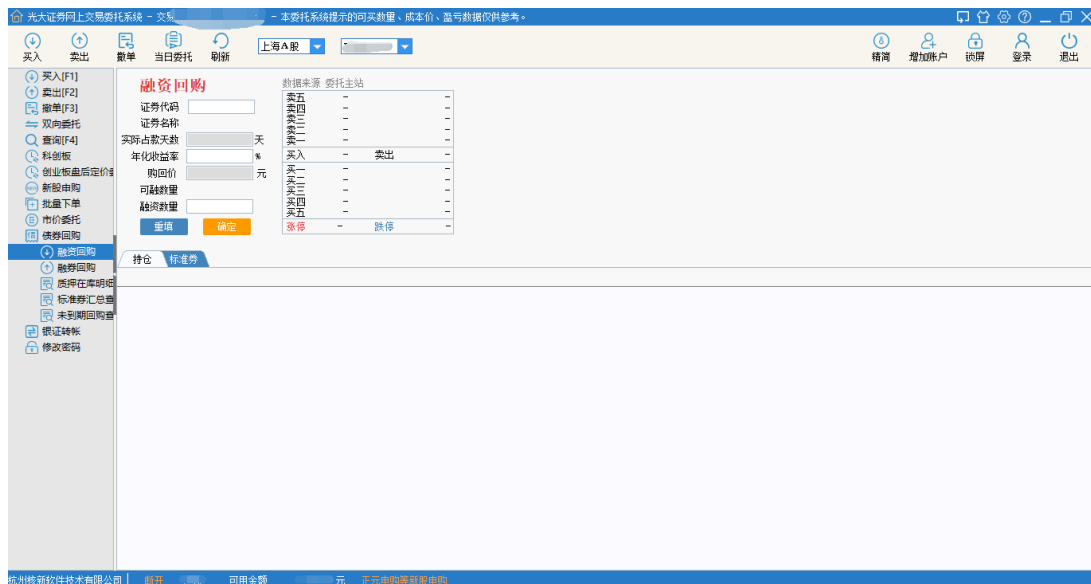 光大证券网上交易委托系统 - 交易 - 本委托系统提示的可买数量、成本价、盈亏数据仅供参考。
买入 卖出 撤单 当日委托 刷新 上海A股 精简 增加账户 锁屏 登录 退出
买入[F1]
卖出[F2]
撤单[F3]
双向委托
查询[F4]
科创板
创业板盘后定价
新股申购
批量下单
市价委托
债券回购
融资回购
融券回购
质押在库明细
标准券汇总查
未到期回购查
银证转帐
修改密码
融资回购
证券代码
证券名称
实际占款天数 天
年化收益率 %
购回价 元
可融数量
融资数量
重填 确定
数据来源 委托主站
卖五 - -
卖四 - -
卖三 - -
卖二 - -
卖一 - -
买入 - 卖出 -
买一 - -
买二 - -
买三 - -
买四 - -
买五 - -
涨停 - 跌停 -
持仓 标准券
杭州核新软件技术有限公司 断开 可用金额 元 正元申购等新股申购